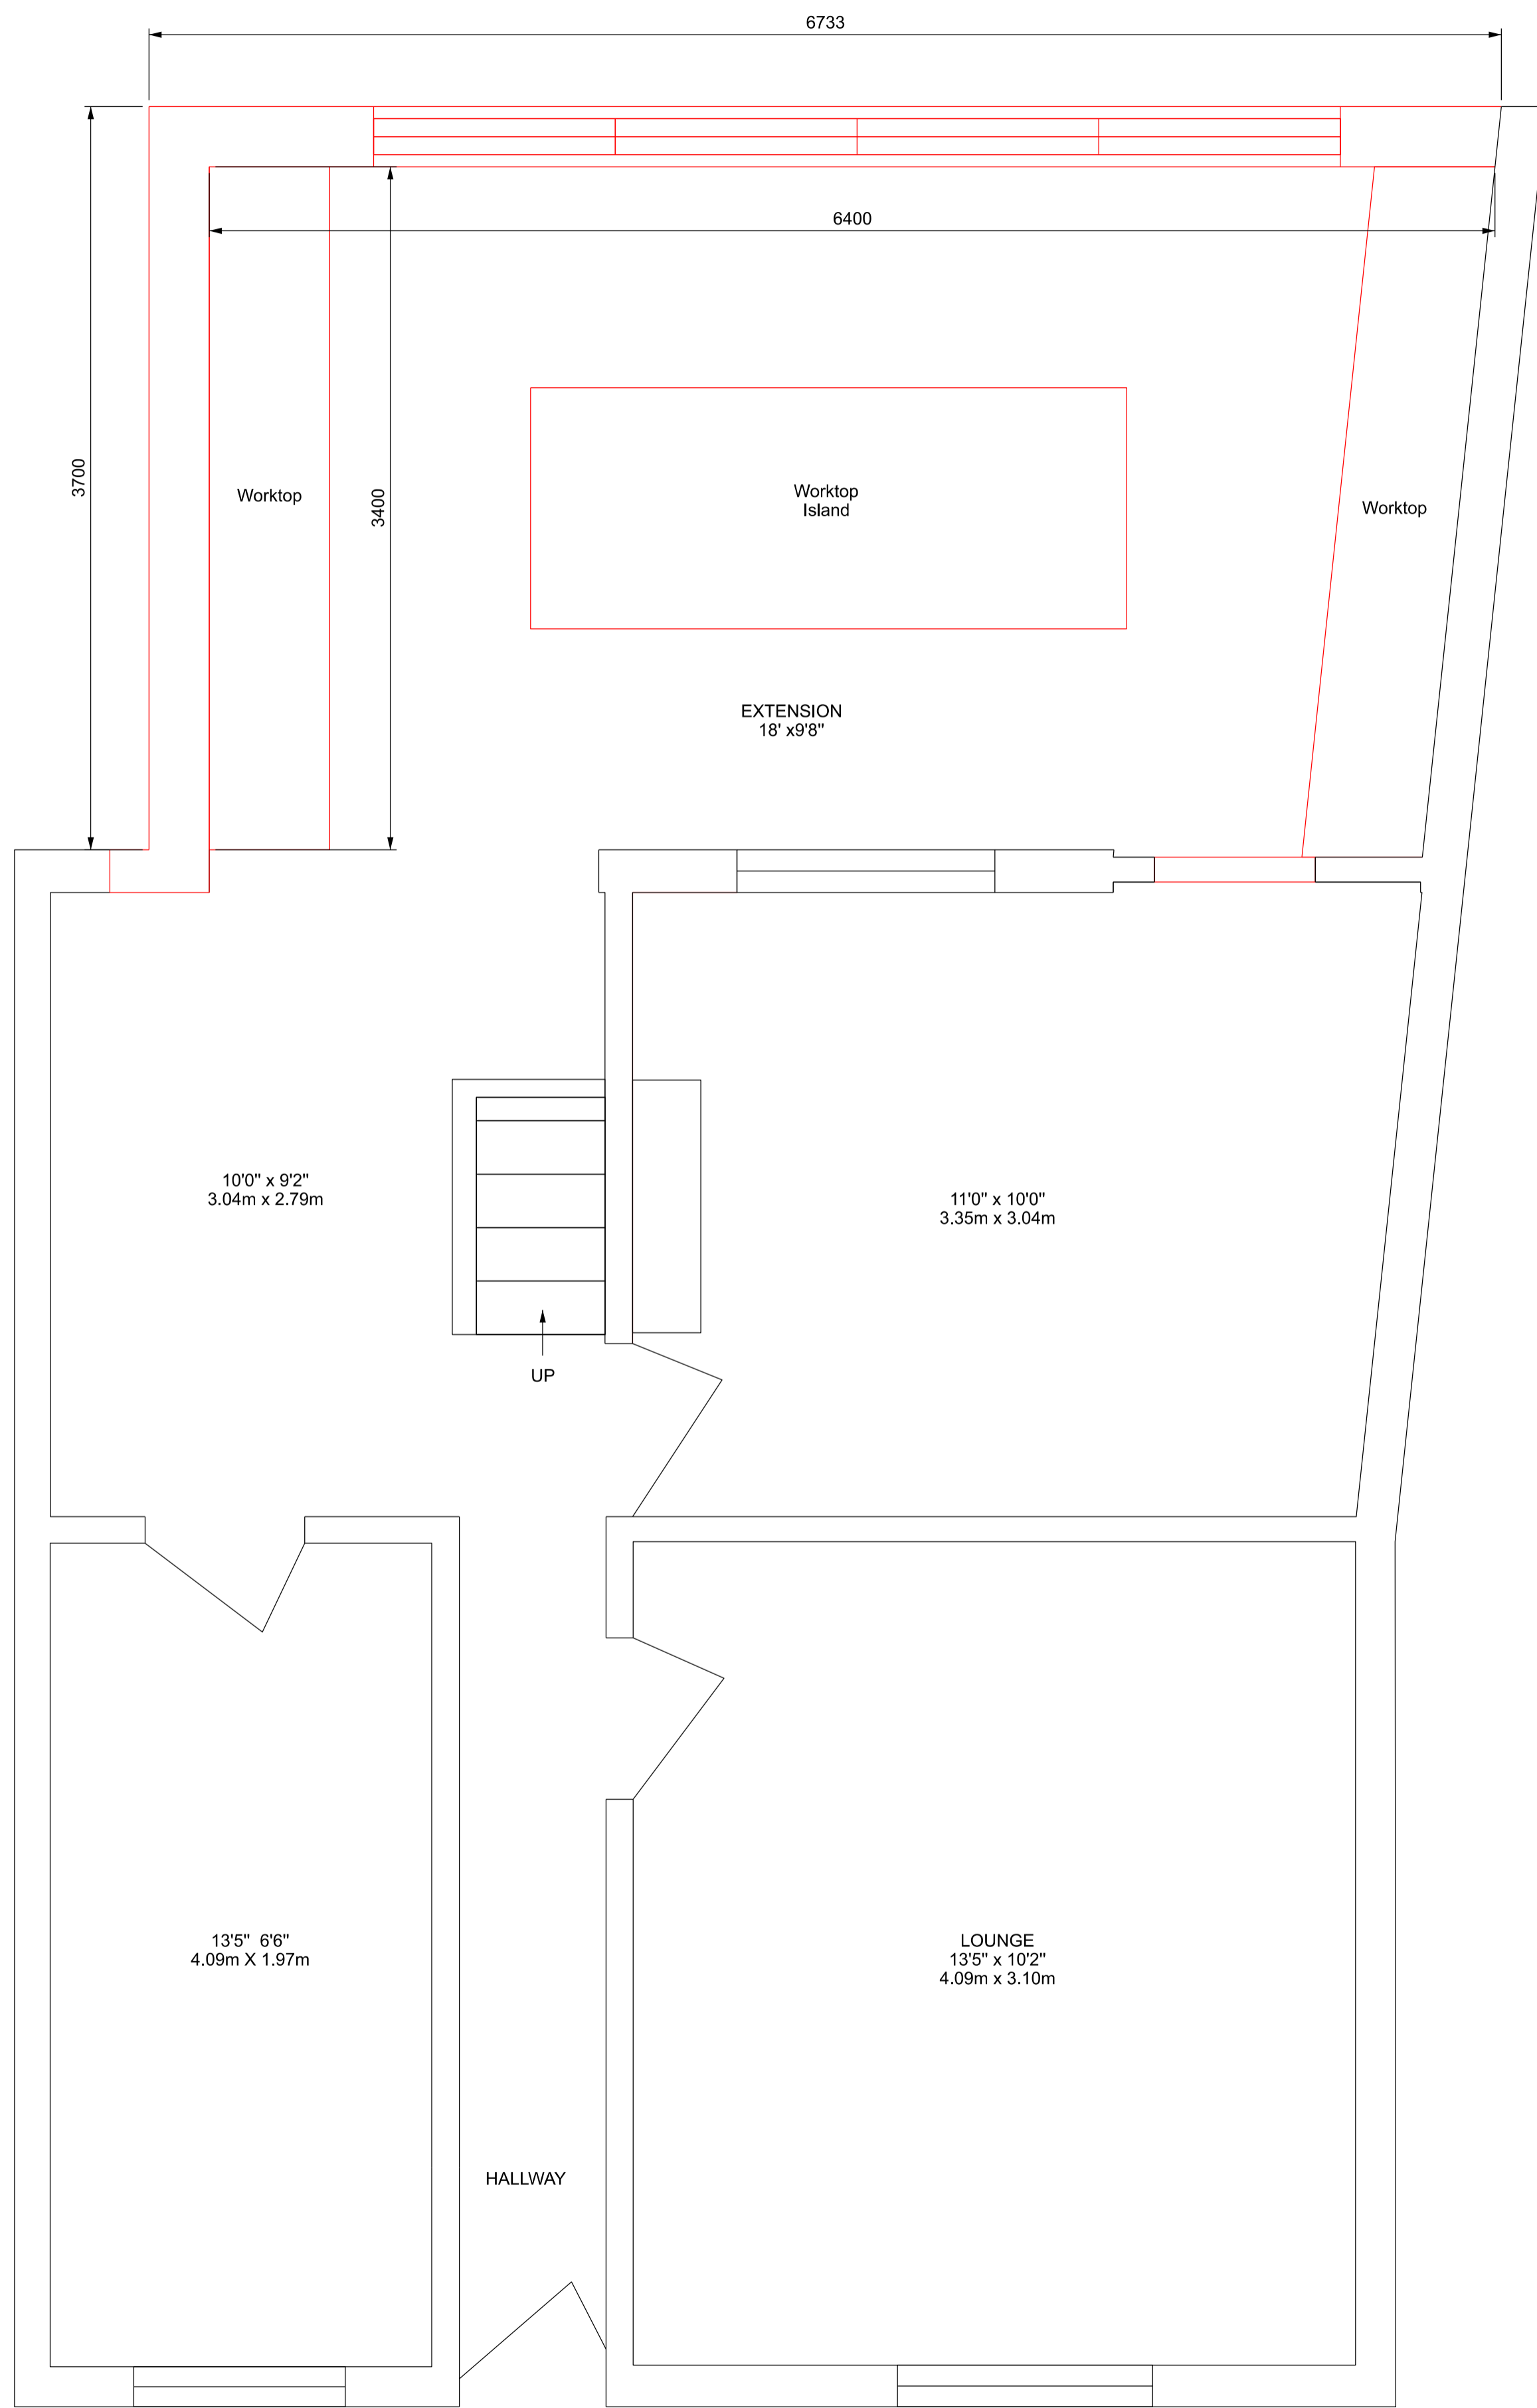 6733
6400
3700
3400
Worktop
Worktop
Island
Worktop
EXTENSION
18' x9'8"
10'0" x 9'2"
3.04m x 2.79m
11'0" x 10'0"
3.35m x 3.04m
UP
13'5"  6'6"
4.09m X 1.97m
LOUNGE
13'5" x 10'2"
4.09m x 3.10m
HALLWAY